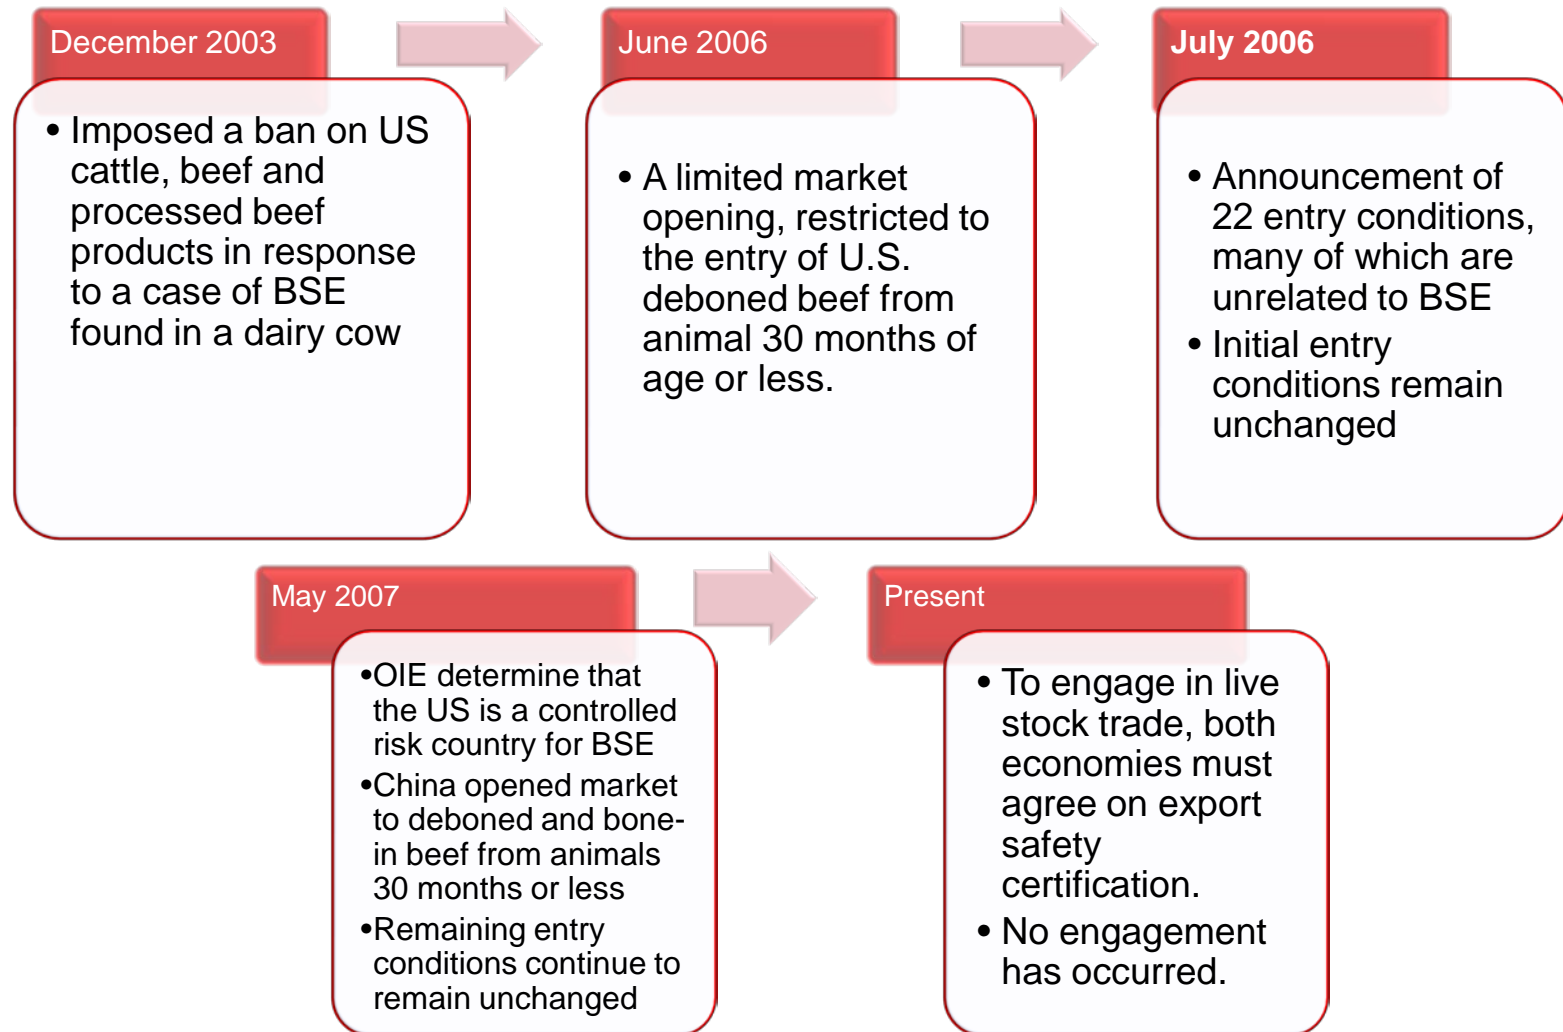 December 2003
• Imposed a ban on US
cattle, beef and
processed beef
products in response
to a case of BSE
found in a dairy cow
June 2006
• A limited market
opening, restricted to
the entry of U.S.
deboned beef from
animal 30 months of
age or less.
July 2006
• Announcement of
22 entry conditions,
many of which are
unrelated to BSE
• Initial entry
conditions remain
unchanged
May 2007
•OIE determine that
the US is a controlled
risk country for BSE
•China opened market
to deboned and bone-
in beef from animals
30 months or less
•Remaining entry
conditions continue to
remain unchanged
Present
• To engage in live
stock trade, both
economies must
agree on export
safety
certification.
• No engagement
has occurred.